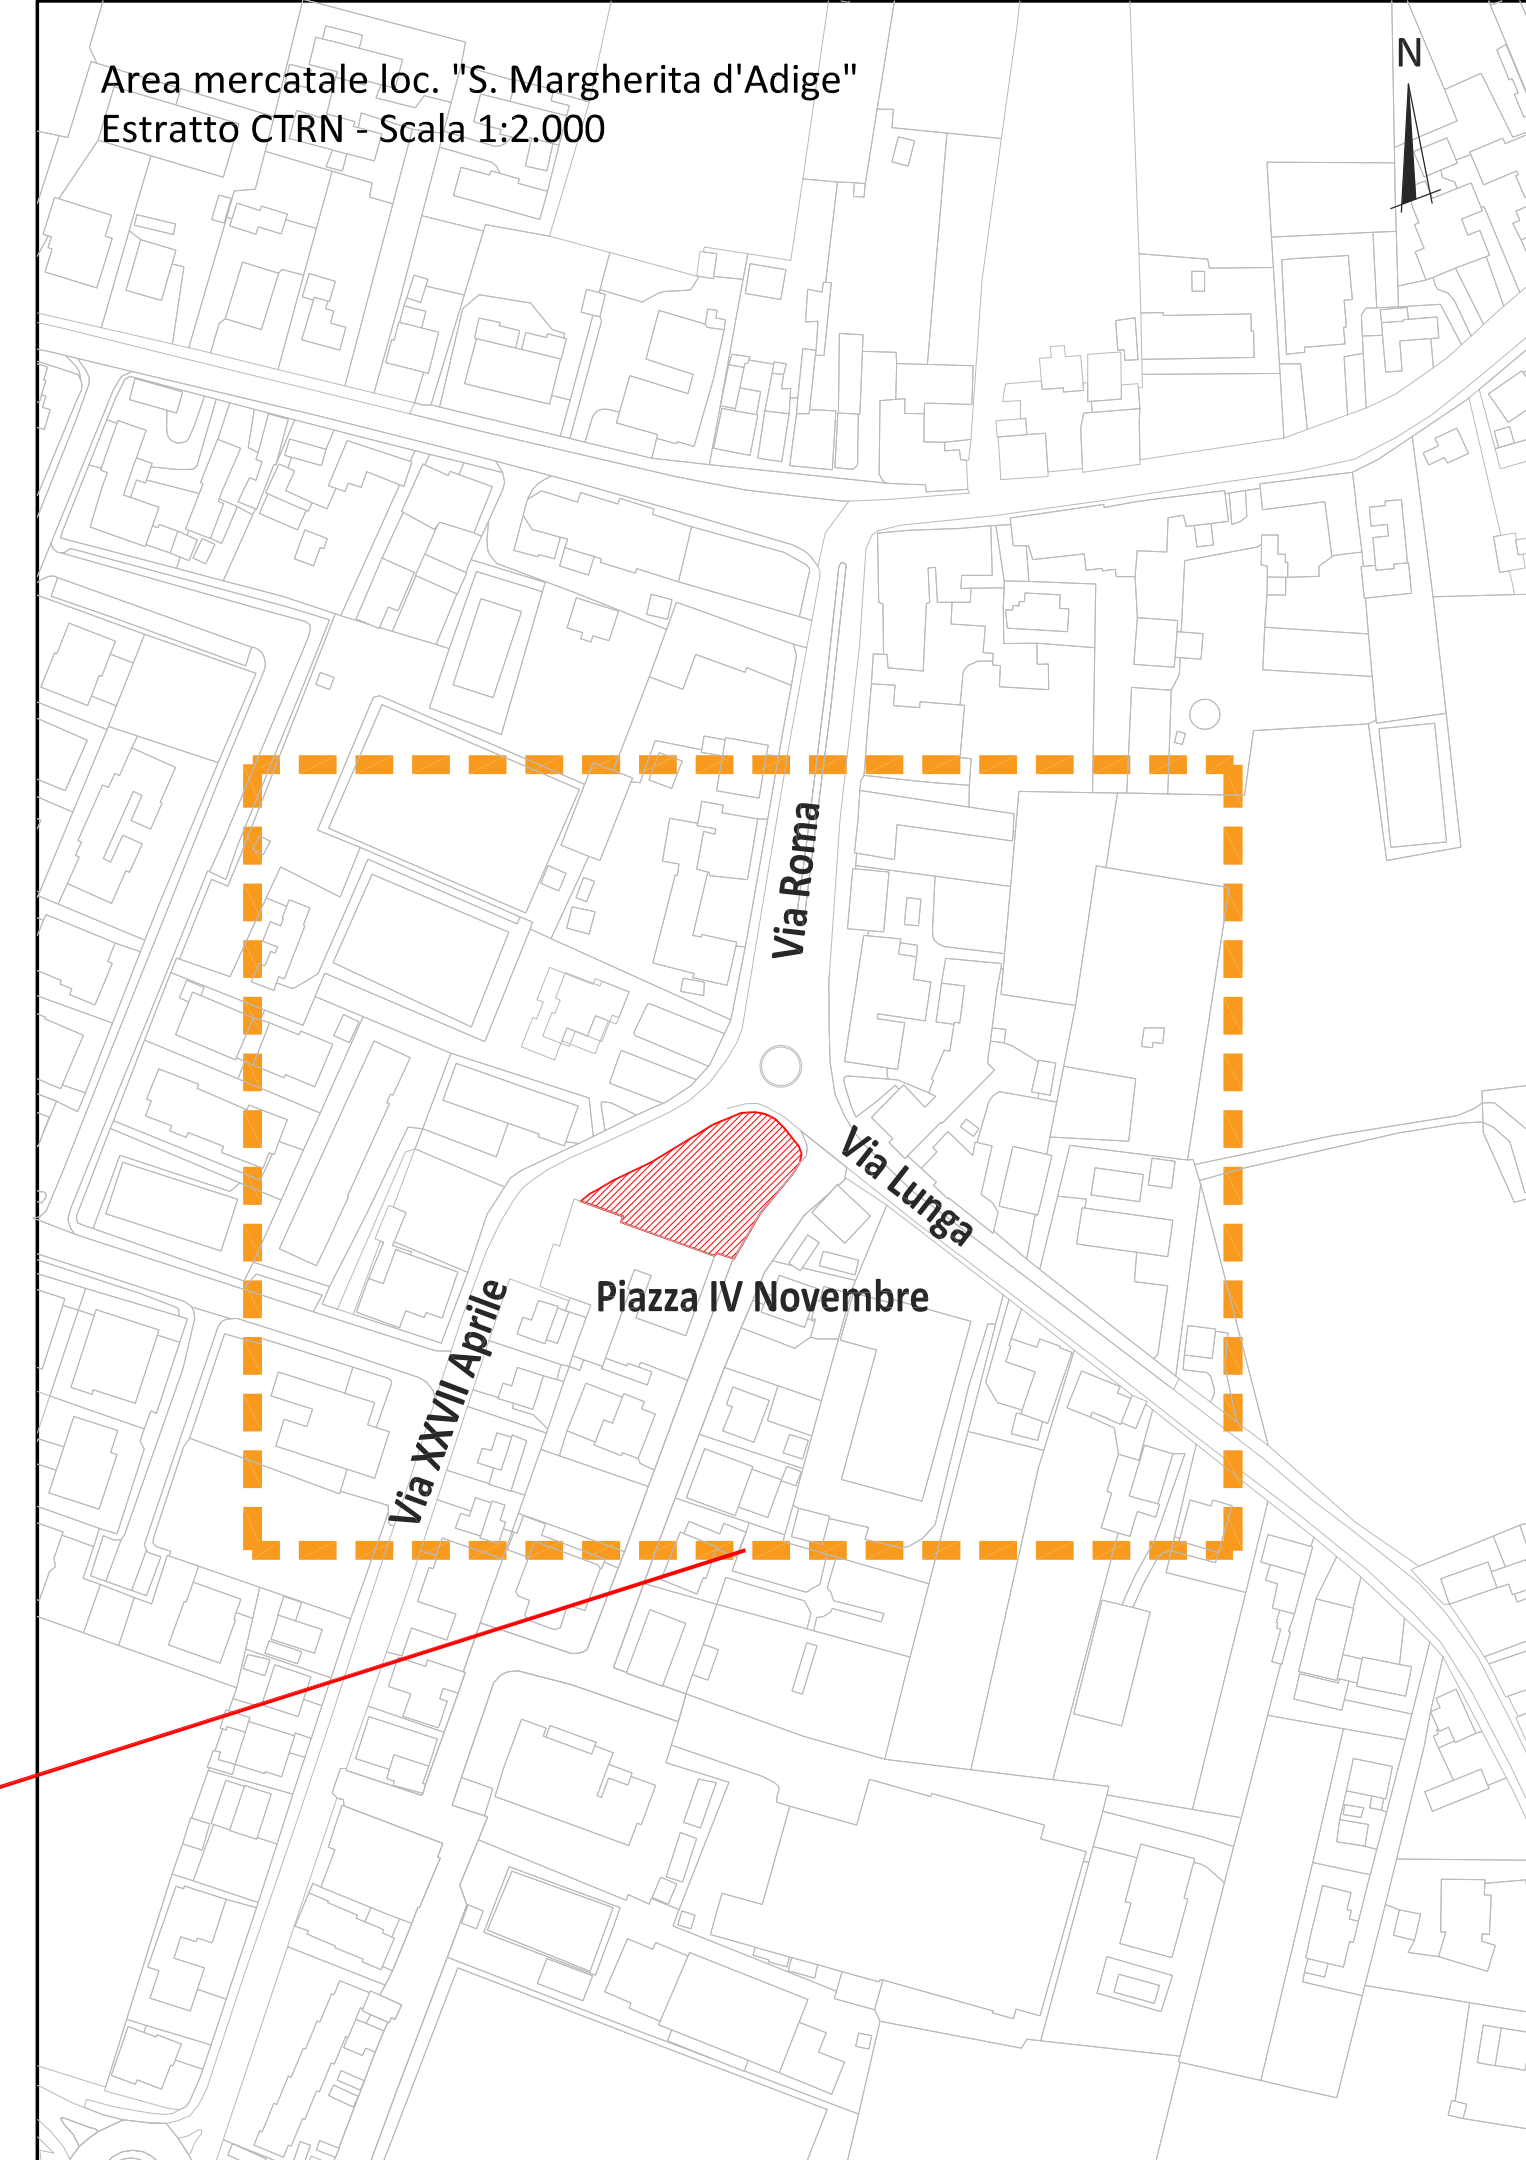 Area mercatale loc. "S. Margherita d'Adige"
Estratto CTRN - Scala 1:2.000
N
Via Roma
Via Lunga
Piazza IV Novembre
Via XXVII Aprile